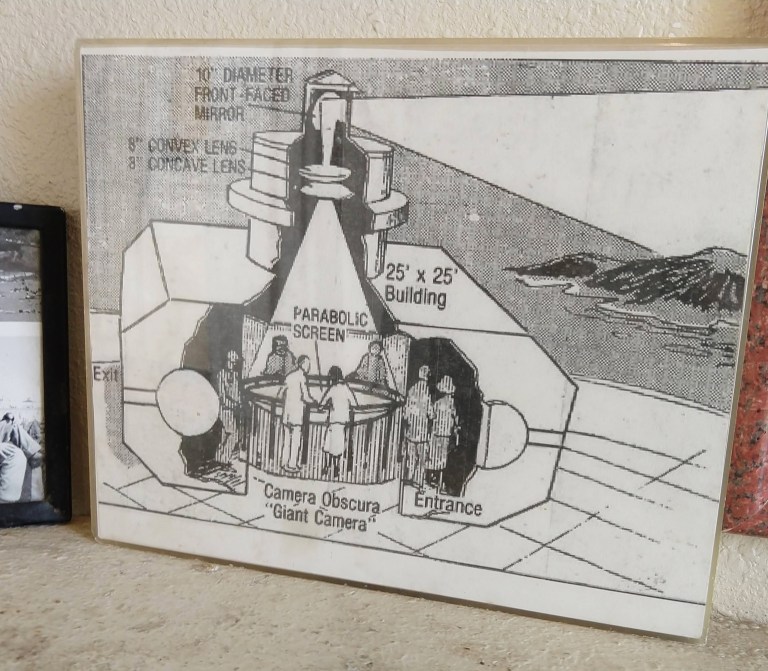 10" DIAMETER
FRONT-FACED
MIRROR
8" CONVEX LENS
8" CONCAVE LENS
25' x 25'
Building
PARABOLIC
SCREEN
Exit
Camera Obscura
"Giant Camera"
Entrance